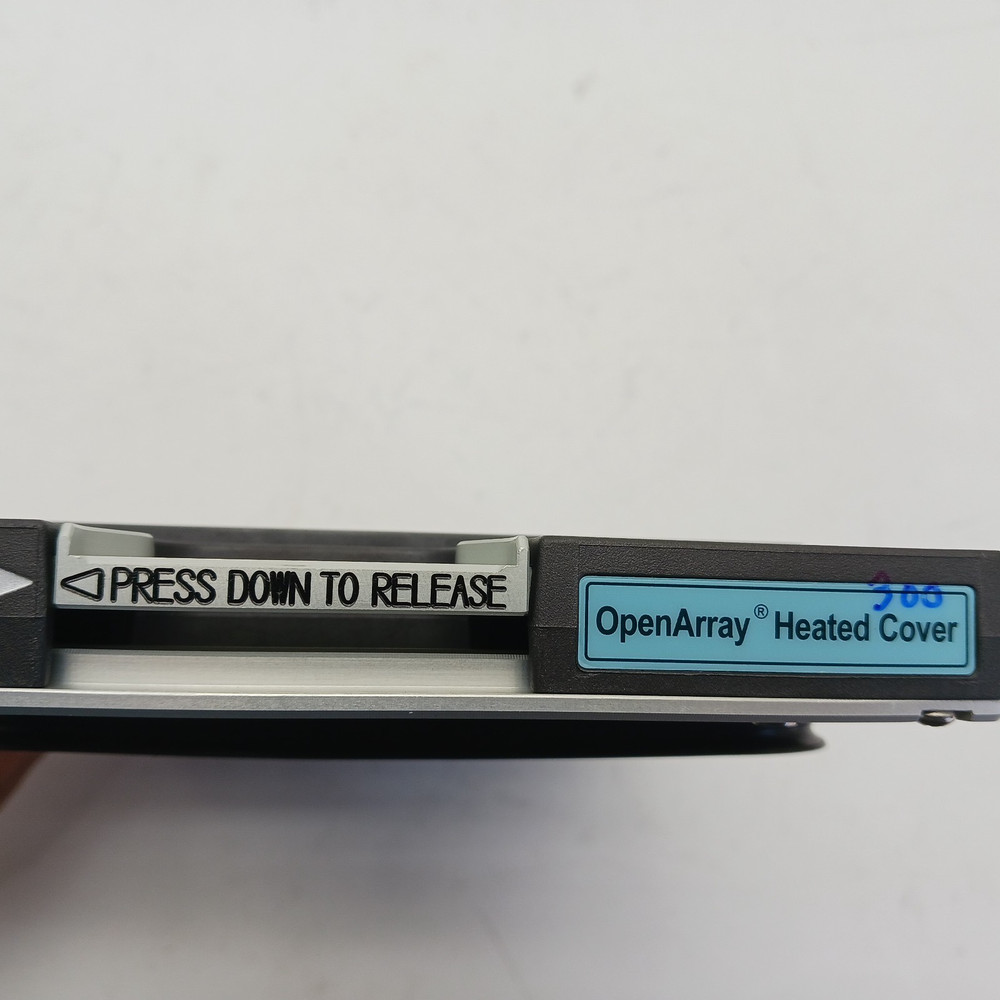 PRESS DOWN TO RELEASE
300
OpenArray® Heated Cover